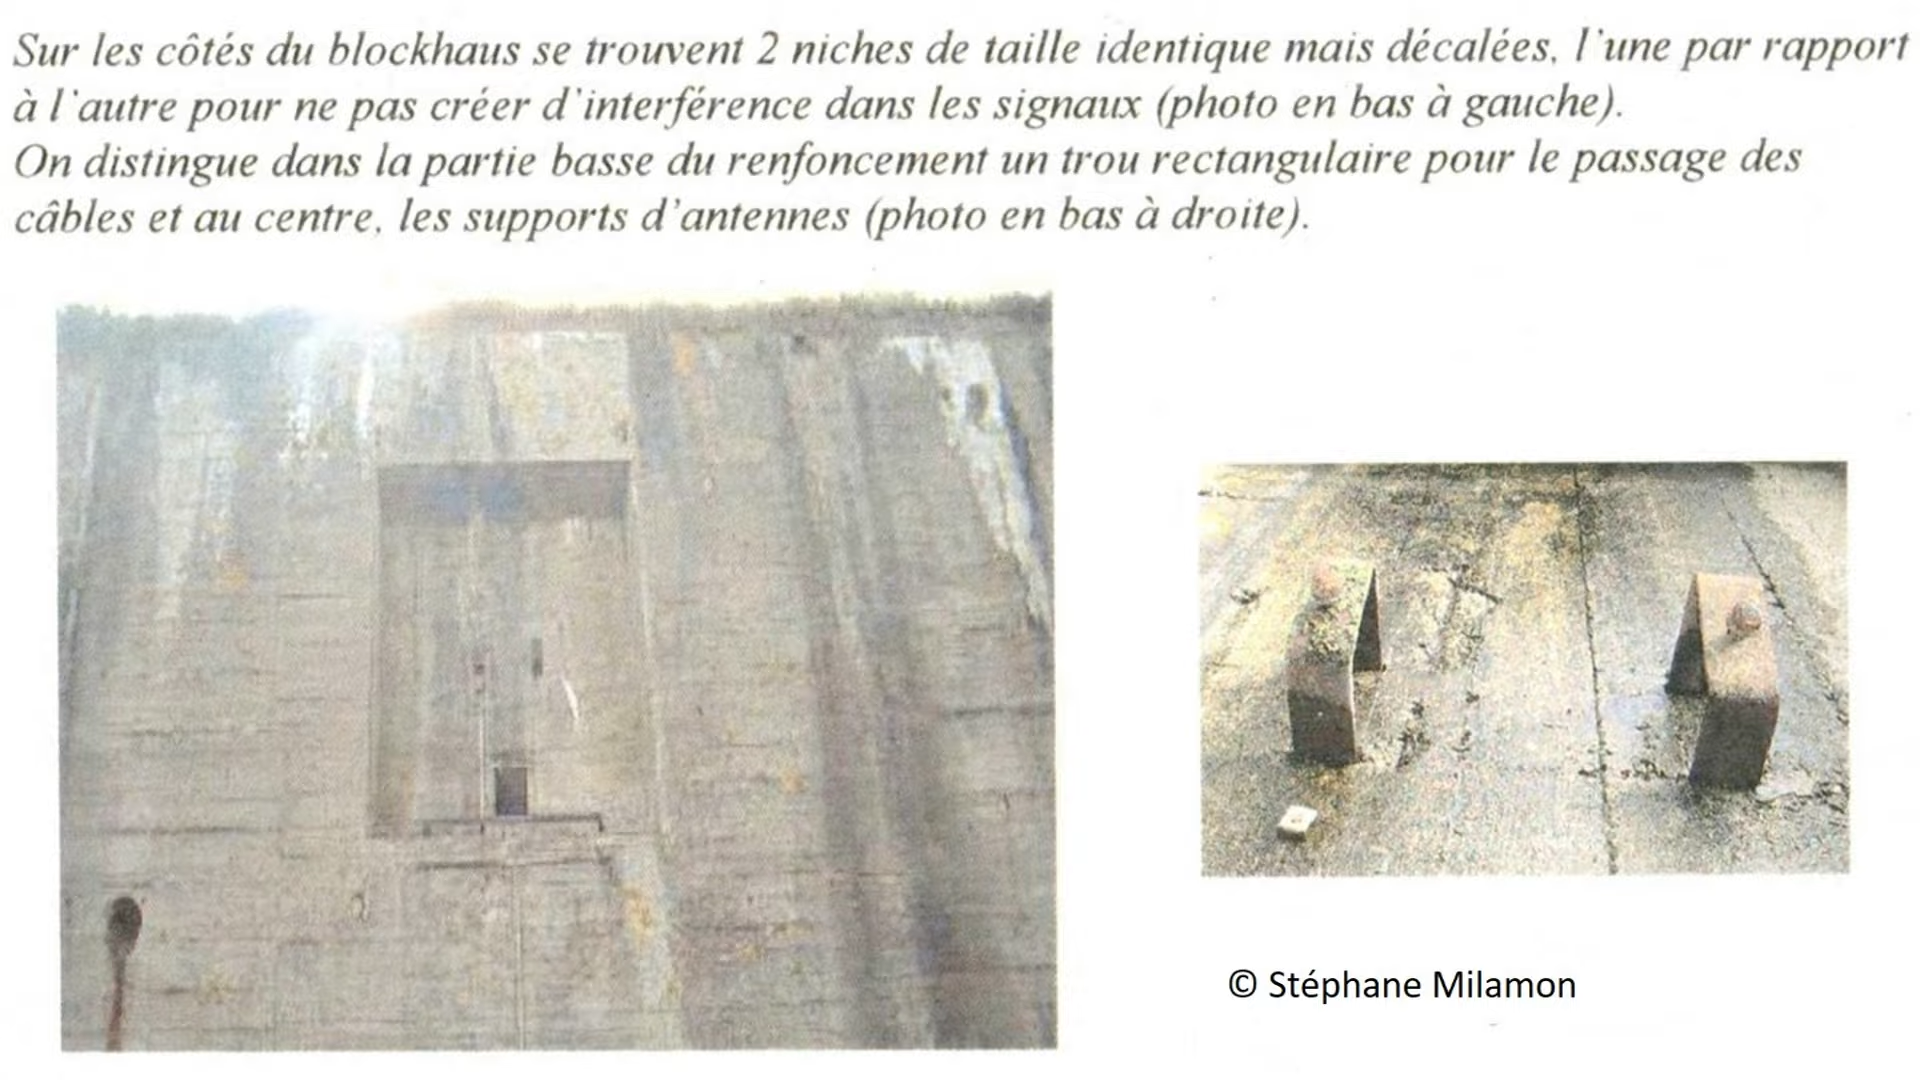 Sur les côtés du blockhaus se trouvent 2 niches de taille identique mais décalées, l'une par rapport
à l'autre pour ne pas créer d'interférence dans les signaux (photo en bas à gauche).
On distingue dans la partie basse du renfoncement un trou rectangulaire pour le passage des
câbles et au centre, les supports d'antennes (photo en bas à droite).
© Stéphane Milamon